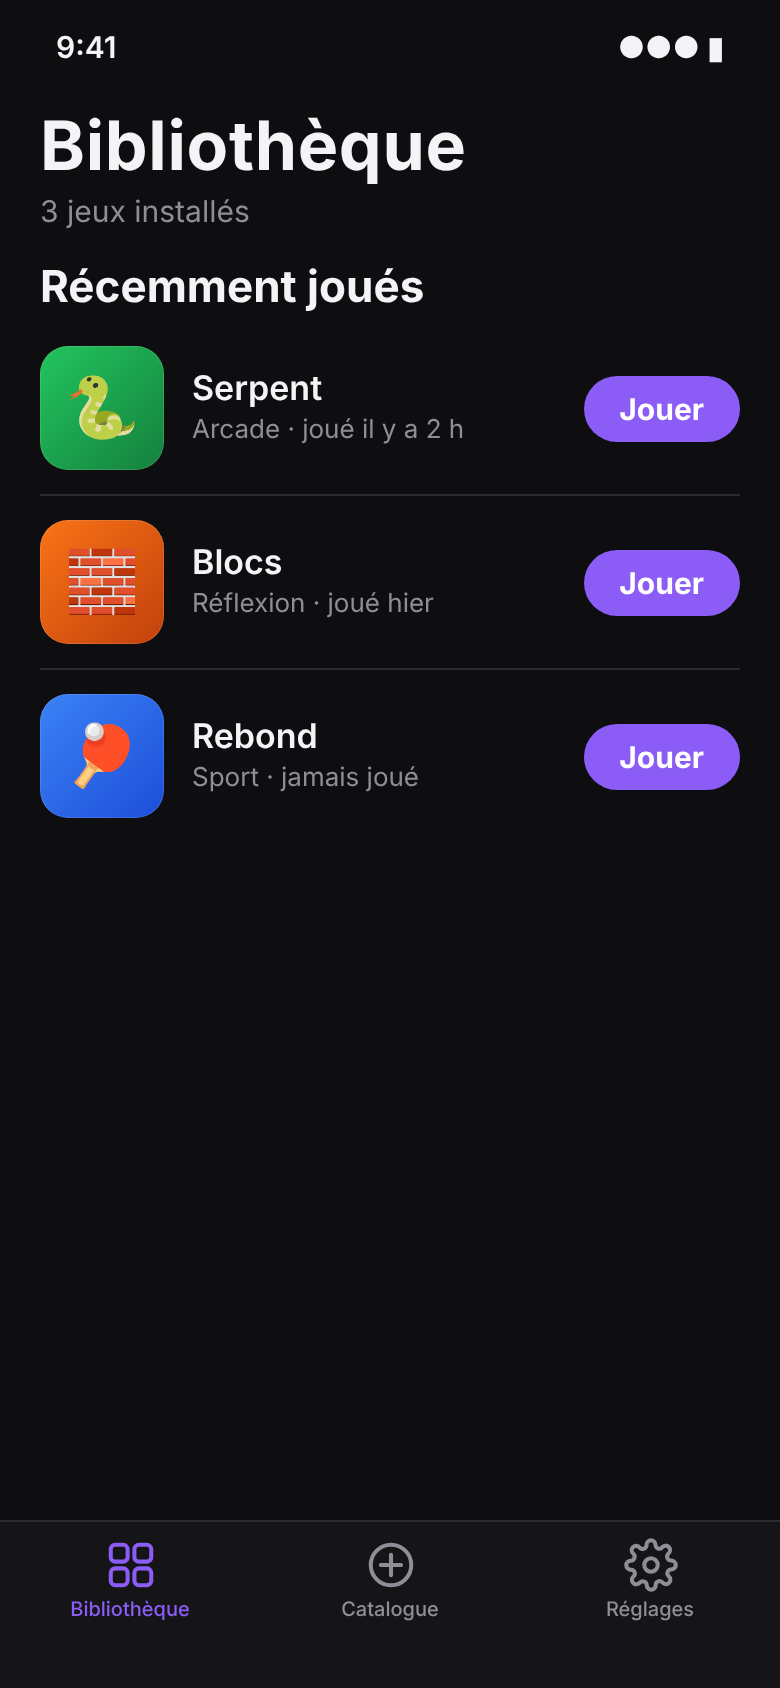 9:41
Bibliothèque
3 jeux installés
Récemment joués
Serpent
Arcade · joué il y a 2 h
Jouer
Blocs
Réflexion · joué hier
Jouer
Rebond
Sport · jamais joué
Jouer
Bibliothèque
Catalogue
Réglages